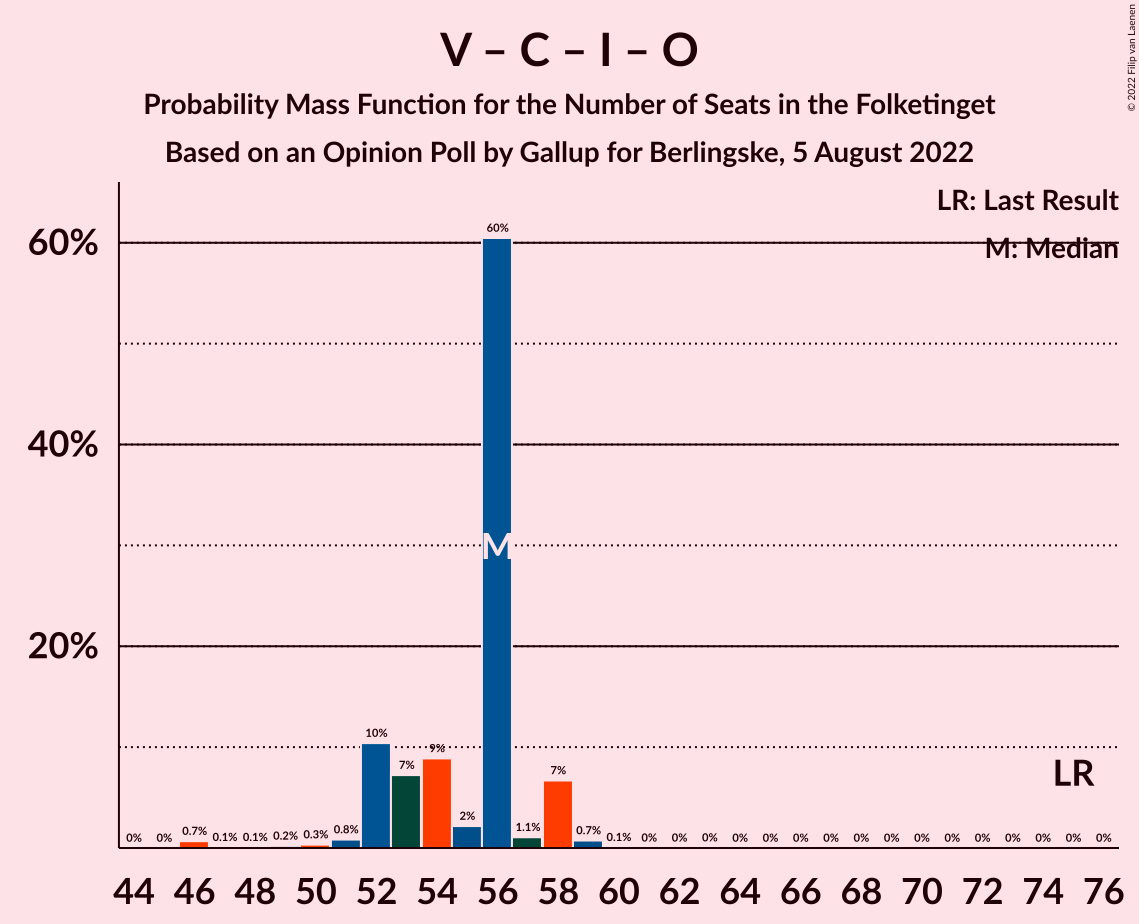 V – C – I – O
Probability Mass Function for the Number of Seats in the Folketinget
Based on an Opinion Poll by Gallup for Berlingske, 5 August 2022
© 2022 Filip van Laenen
LR: Last Result
M: Median
60%
40%
20%
0% 0% 0.7% 0.1% 0.1% 0.2% 0.3% 0.8% 10% 7% 9% 2% 60% 1.1% 7% 0.7% 0.1% 0% 0% 0% 0% 0% 0% 0% 0% 0% 0% 0% 0% 0% 0% 0% 0%
M
LR
44 46 48 50 52 54 56 58 60 62 64 66 68 70 72 74 76